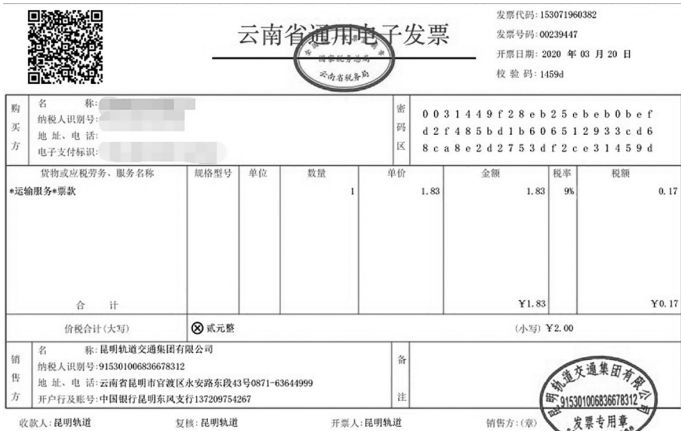 云南省通用电子发票
国家税务总局
云南省税务局
发票代码:153071960382
发票号码:00239447
开票日期: 2020 年 03 月 20 日
校 验 码:1459d
购买方
名 称:
纳税人识别号:
地 址、电 话:
电子支付标识:
密码区
0031449f28eb25ebeb0bef
d2f485bd1b60651 2933cd6
8ca8e2d2753df2ce31459d
货物或应税劳务、服务名称 规格型号 单位 数量 单价 金额 税率 税额
*运输服务*票款 1 1.83 1.83 9% 0.17
合 计 ¥1.83 ¥0.17
价税合计(大写) ⊗贰元整 (小写) ¥2.00
销售方
名 称:昆明轨道交通集团有限公司
纳税人识别号:915301006836678312
地 址、电 话:云南省昆明市官渡区永安路东段43号0871-63644999
开户行及账号:中国银行昆明东风支行137209754267
备注
收款人:昆明轨道 复核:昆明轨道 开票人:昆明轨道 销售方:(章)
昆明轨道交通集团有限公司
915301006836678312
发票专用章